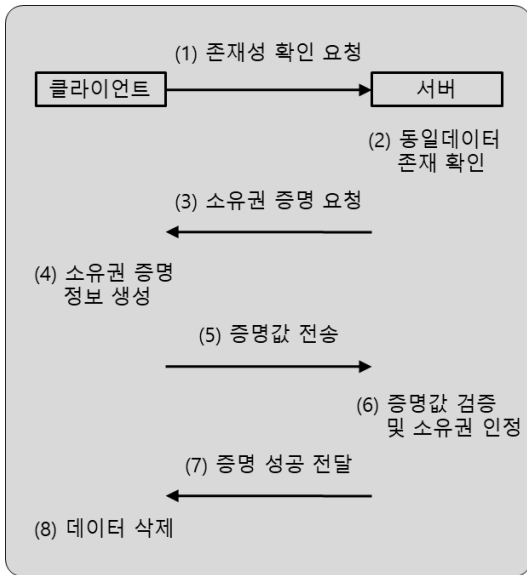 (1) 존재성 확인 요청
클라이언트
서버
(2) 동일데이터
존재 확인
(3) 소유권 증명 요청
(4) 소유권 증명
정보 생성
(5) 증명값 전송
(6) 증명값 검증
및 소유권 인정
(7) 증명 성공 전달
(8) 데이터 삭제